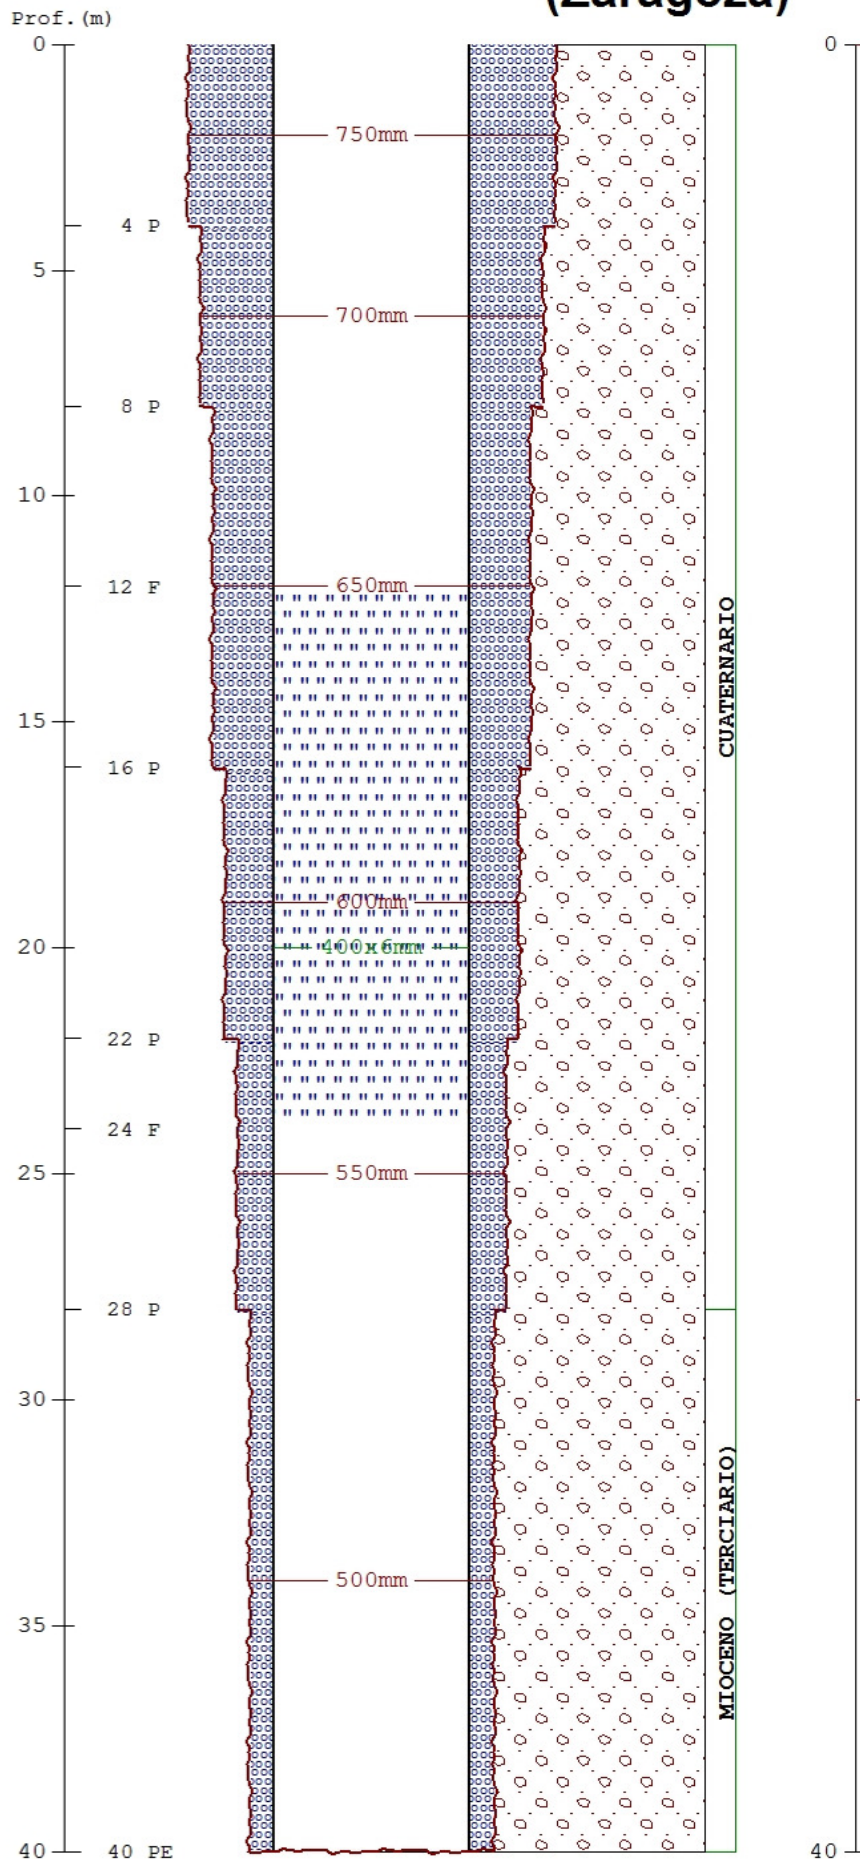 (Zaragoza)
Prof.(m)
0
0
750mm
4 P
5
700mm
8 P
10
12 F
650mm
15
16 P
600mm
20
400x6mm
22 P
24 F
25
550mm
28 P
30
500mm
35
40
40 PE
40
CUATERNARIO
MIOCENO (TERCIARIO)